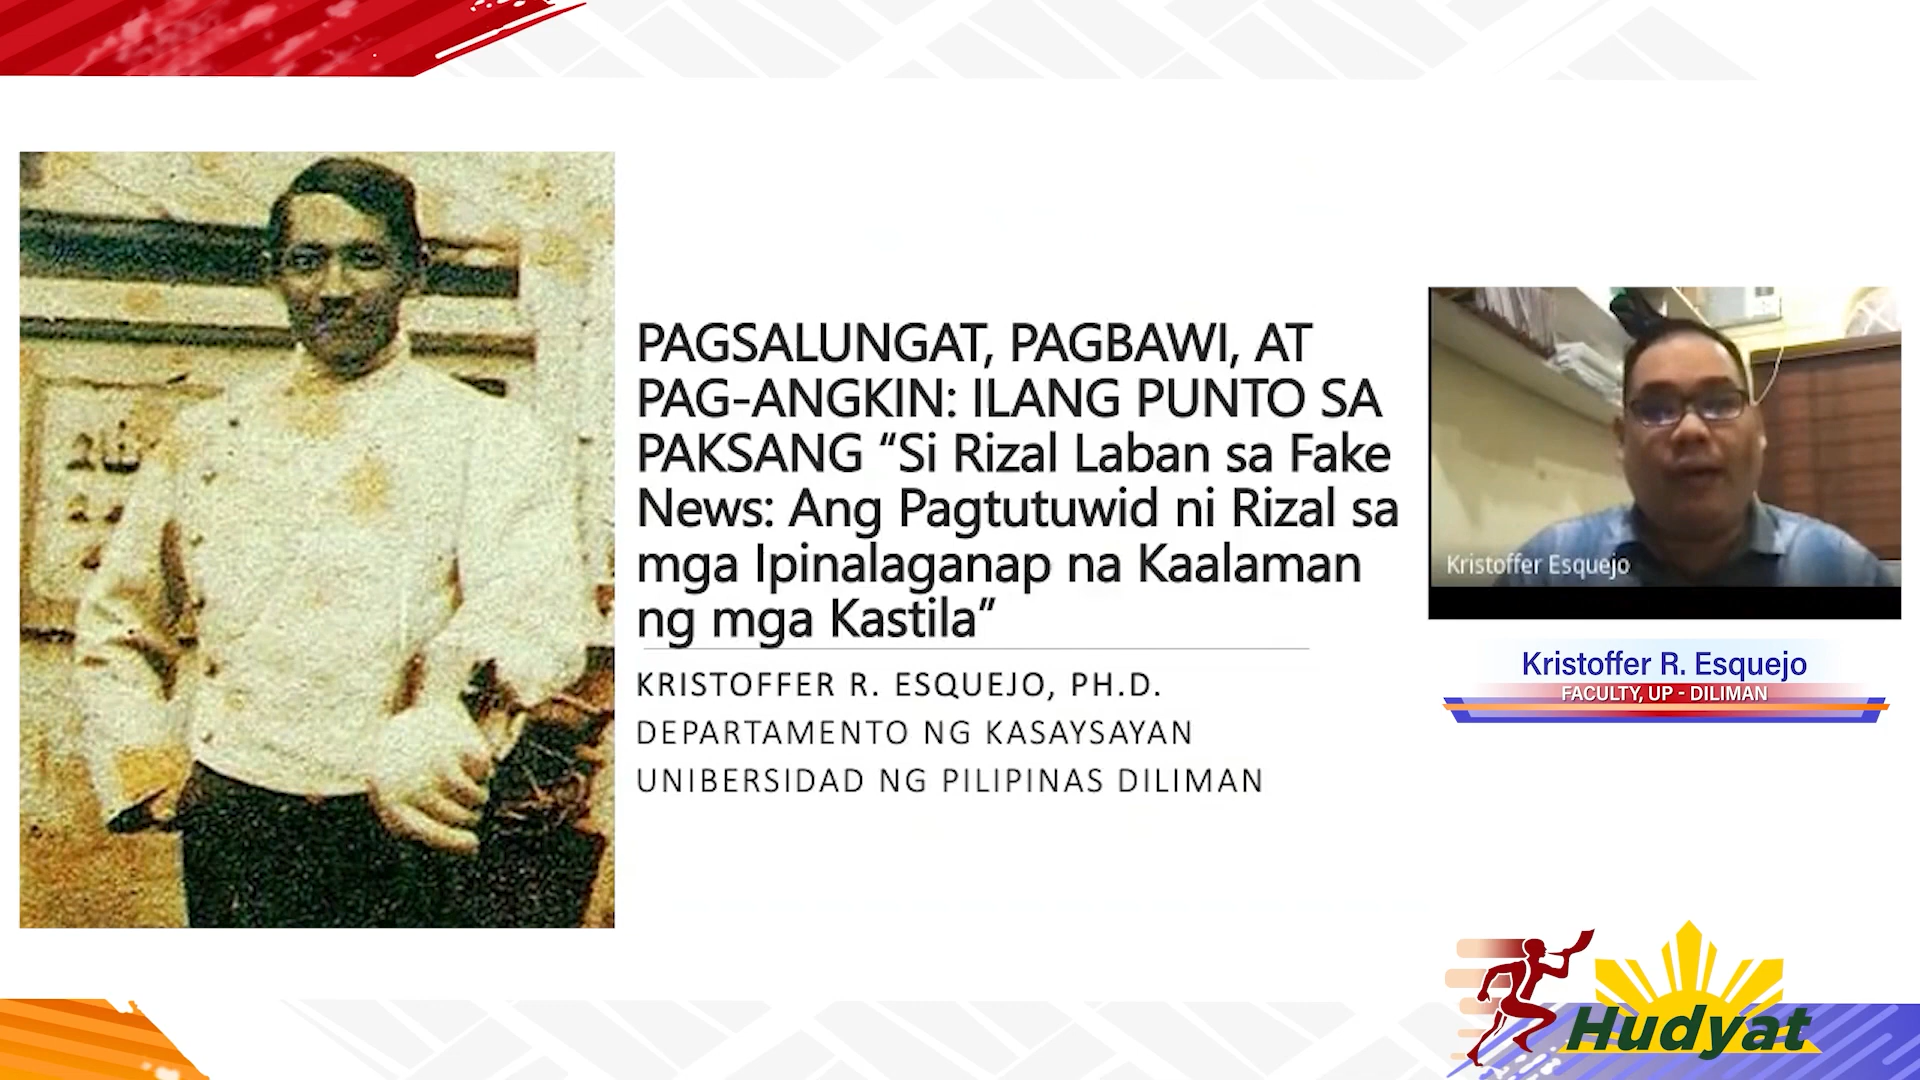 PAGSALUNGAT, PAGBAWI, AT
PAG-ANGKIN: ILANG PUNTO SA
PAKSANG “Si Rizal Laban sa Fake
News: Ang Pagtutuwid ni Rizal sa
mga Ipinalaganap na Kaalaman
ng mga Kastila”
KRISTOFFER R. ESQUEJO, PH.D.
DEPARTAMENTO NG KASAYSAYAN
UNIBERSIDAD NG PILIPINAS DILIMAN
Kristoffer Esquejo
Kristoffer R. Esquejo
FACULTY, UP - DILIMAN
Hudyat